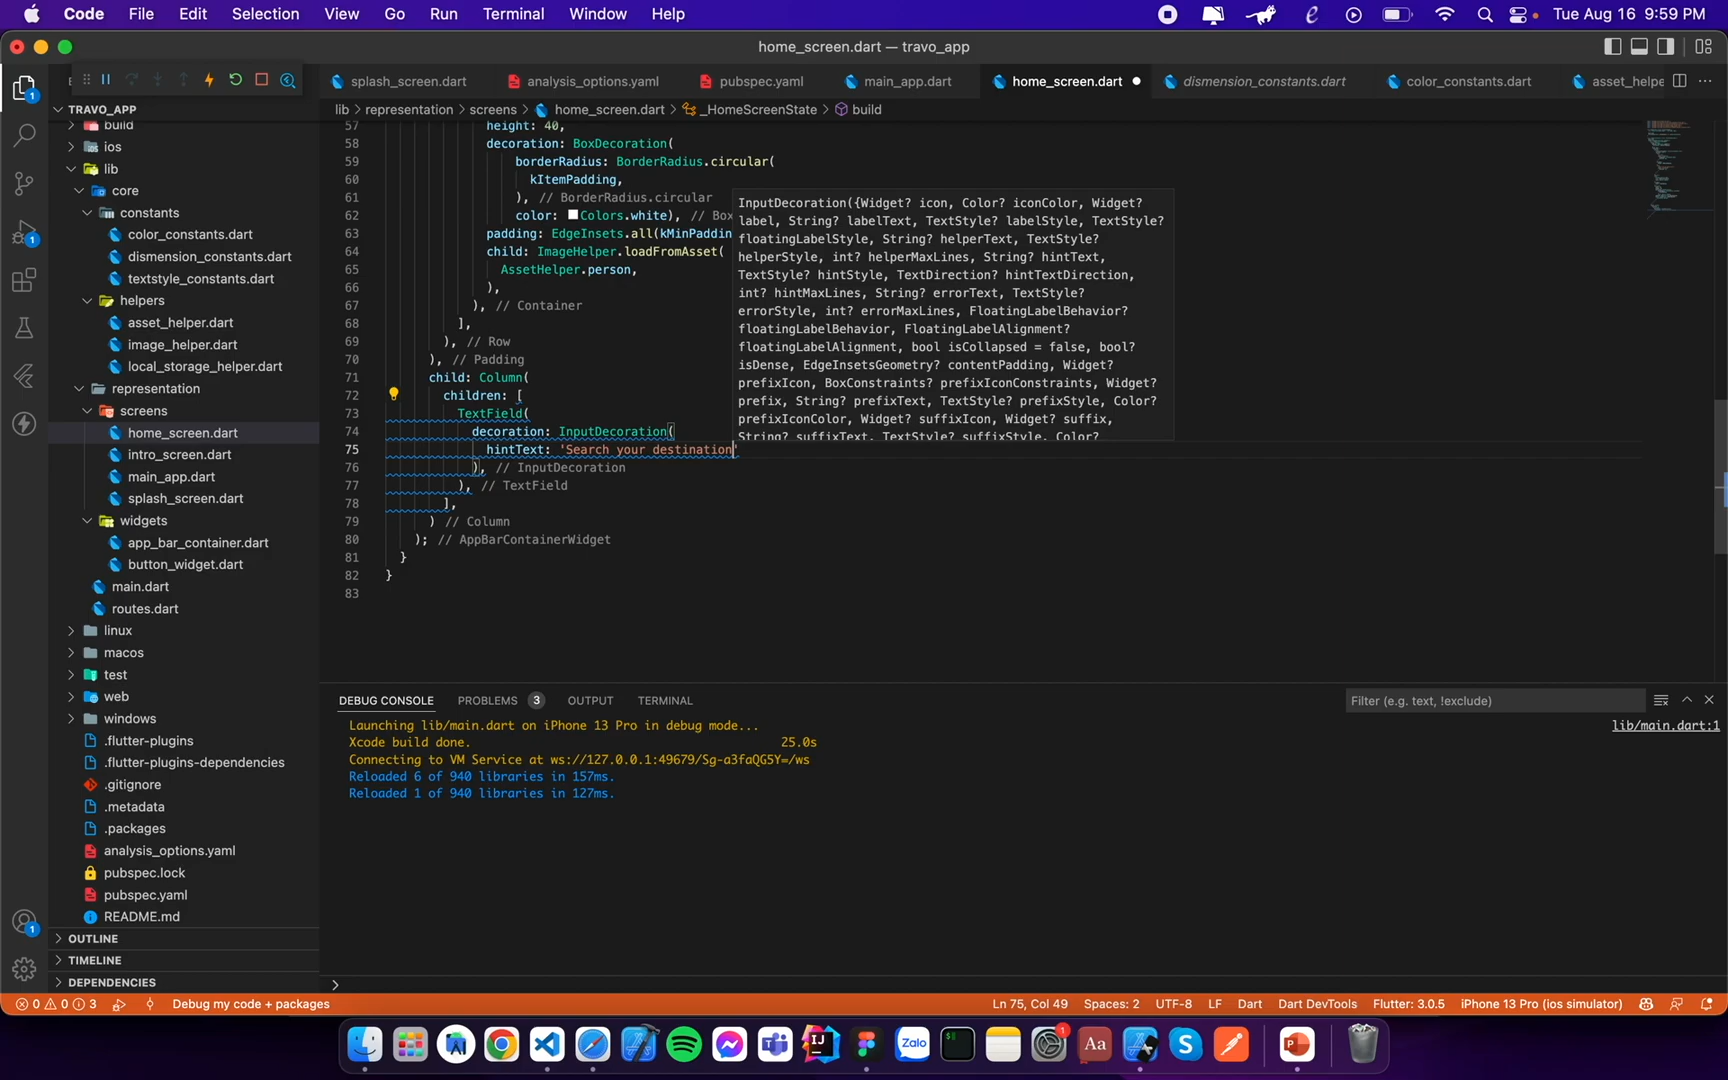 Code File Edit Selection View Go Run Terminal Window Help Tue Aug 16 9:59 PM
home_screen.dart — travo_app
splash_screen.dart analysis_options.yaml pubspec.yaml main_app.dart home_screen.dart dismension_constants.dart color_constants.dart asset_helpe
TRAVO_APP
lib > representation > screens > home_screen.dart > _HomeScreenState > build
build
ios
lib
core
constants
color_constants.dart
dismension_constants.dart
textstyle_constants.dart
helpers
asset_helper.dart
image_helper.dart
local_storage_helper.dart
representation
screens
home_screen.dart
intro_screen.dart
main_app.dart
splash_screen.dart
widgets
app_bar_container.dart
button_widget.dart
main.dart
routes.dart
linux
macos
test
web
windows
.flutter-plugins
.flutter-plugins-dependencies
.gitignore
.metadata
.packages
analysis_options.yaml
pubspec.lock
pubspec.yaml
README.md
OUTLINE
TIMELINE
DEPENDENCIES
57 height: 40,
58 decoration: BoxDecoration(
59 borderRadius: BorderRadius.circular(
60 kItemPadding,
61 ), // BorderRadius.circular
62 color: Colors.white), // Box
63 padding: EdgeInsets.all(kMinPaddin
64 child: ImageHelper.loadFromAsset(
65 AssetHelper.person,
66 ),
67 ), // Container
68 ],
69 ), // Row
70 ), // Padding
71 child: Column(
72 children: [
73 TextField(
74 decoration: InputDecoration(
75 hintText: 'Search your destination'
76 ), // InputDecoration
77 ), // TextField
78 ],
79 ) // Column
80 ); // AppBarContainerWidget
81 }
82 }
83
InputDecoration({Widget? icon, Color? iconColor, Widget?
label, String? labelText, TextStyle? labelStyle, TextStyle?
floatingLabelStyle, String? helperText, TextStyle?
helperStyle, int? helperMaxLines, String? hintText,
TextStyle? hintStyle, TextDirection? hintTextDirection,
int? hintMaxLines, String? errorText, TextStyle?
errorStyle, int? errorMaxLines, FloatingLabelBehavior?
floatingLabelBehavior, FloatingLabelAlignment?
floatingLabelAlignment, bool isCollapsed = false, bool?
isDense, EdgeInsetsGeometry? contentPadding, Widget?
prefixIcon, BoxConstraints? prefixIconConstraints, Widget?
prefix, String? prefixText, TextStyle? prefixStyle, Color?
prefixIconColor, Widget? suffixIcon, Widget? suffix,
String? suffixText, TextStyle? suffixStyle, Color?
DEBUG CONSOLE PROBLEMS 3 OUTPUT TERMINAL Filter (e.g. text, !exclude)
Launching lib/main.dart on iPhone 13 Pro in debug mode... lib/main.dart:1
Xcode build done. 25.0s
Connecting to VM Service at ws://127.0.0.1:49679/Sg-a3faQG5Y=/ws
Reloaded 6 of 940 libraries in 157ms.
Reloaded 1 of 940 libraries in 127ms.
0 0 3 Debug my code + packages Ln 75, Col 49 Spaces: 2 UTF-8 LF Dart Dart DevTools Flutter: 3.0.5 iPhone 13 Pro (ios simulator)
Zalo
Aa